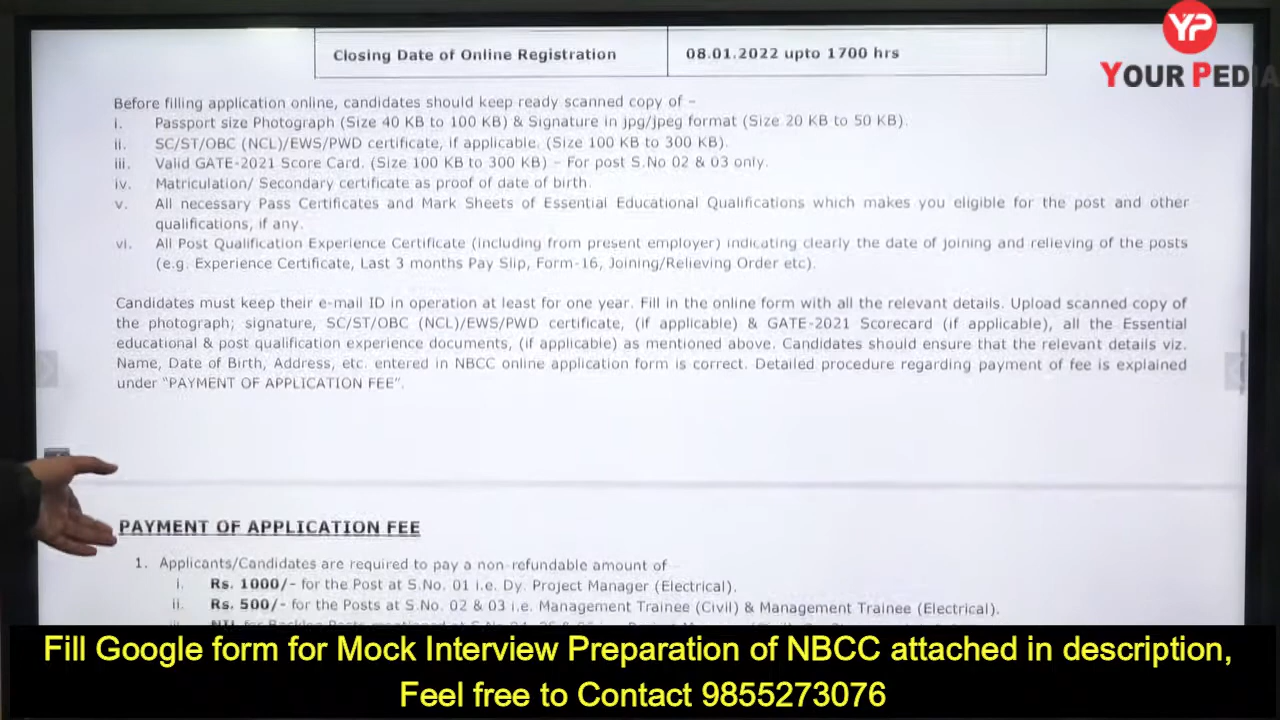 YP
YOUR PEDIA
Closing Date of Online Registration 08.01.2022 upto 1700 hrs
Before filling application online, candidates should keep ready scanned copy of –
i. Passport size Photograph (Size 40 KB to 100 KB) & Signature in jpg/jpeg format (Size 20 KB to 50 KB).
ii. SC/ST/OBC (NCL)/EWS/PWD certificate, if applicable. (Size 100 KB to 300 KB).
iii. Valid GATE-2021 Score Card. (Size 100 KB to 300 KB) – For post S.No 02 & 03 only.
iv. Matriculation/ Secondary certificate as proof of date of birth.
v. All necessary Pass Certificates and Mark Sheets of Essential Educational Qualifications which makes you eligible for the post and other
qualifications, if any.
vi. All Post Qualification Experience Certificate (including from present employer) indicating clearly the date of joining and relieving of the posts
(e.g. Experience Certificate, Last 3 months Pay Slip, Form-16, Joining/Relieving Order etc).
Candidates must keep their e-mail ID in operation at least for one year. Fill in the online form with all the relevant details. Upload scanned copy of
the photograph; signature, SC/ST/OBC (NCL)/EWS/PWD certificate, (if applicable) & GATE-2021 Scorecard (if applicable), all the Essential
educational & post qualification experience documents, (if applicable) as mentioned above. Candidates should ensure that the relevant details viz.
Name, Date of Birth, Address, etc. entered in NBCC online application form is correct. Detailed procedure regarding payment of fee is explained
under "PAYMENT OF APPLICATION FEE".
PAYMENT OF APPLICATION FEE
1. Applicants/Candidates are required to pay a non-refundable amount of
i. Rs. 1000/- for the Post at S.No. 01 i.e. Dy. Project Manager (Electrical).
ii. Rs. 500/- for the Posts at S.No. 02 & 03 i.e. Management Trainee (Civil) & Management Trainee (Electrical).
Fill Google form for Mock Interview Preparation of NBCC attached in description,
Feel free to Contact 9855273076